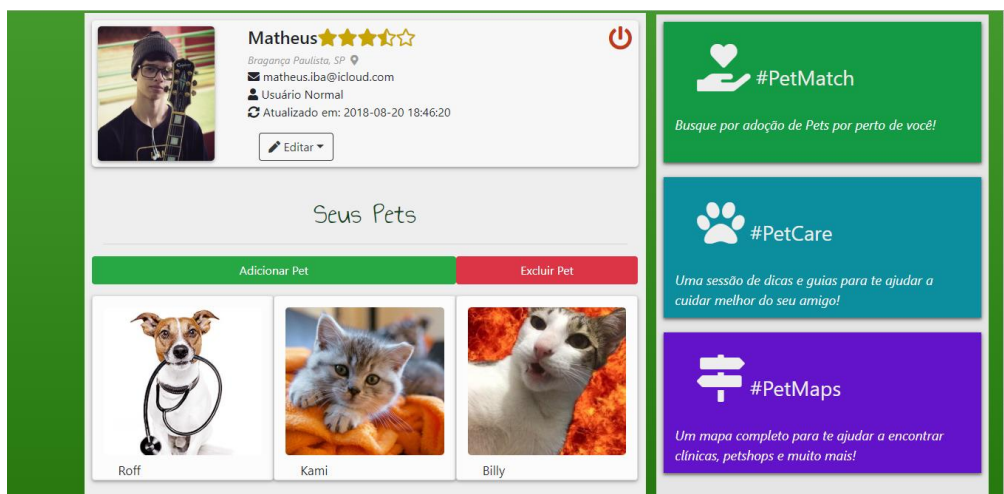 Matheus
Bragança Paulista, SP
matheus.iba@icloud.com
Usuário Normal
Atualizado em: 2018-08-20 18:46:20
Editar
Seus Pets
Adicionar Pet
Excluir Pet
Roff
Kami
Billy
#PetMatch
Busque por adoção de Pets por perto de você!
#PetCare
Uma sessão de dicas e guias para te ajudar a
cuidar melhor do seu amigo!
#PetMaps
Um mapa completo para te ajudar a encontrar
clínicas, petshops e muito mais!